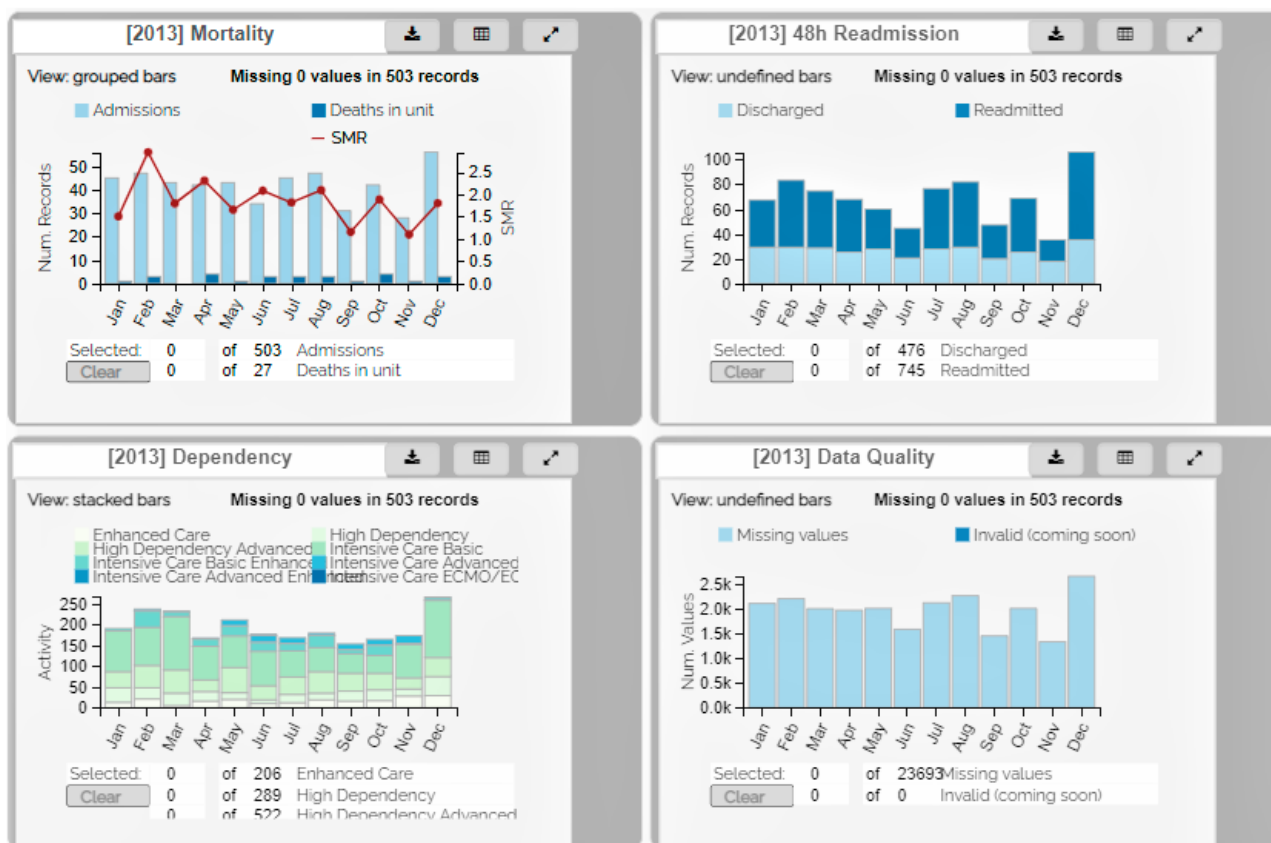 [2013] Mortality
View: grouped bars Missing 0 values in 503 records
Admissions Deaths in unit
SMR
50
40
30
20
10
0
Num. Records
2.5
2.0
1.5
1.0
0.5
0.0
SMR
Jan Feb Mar Apr May Jun Jul Aug Sep Oct Nov Dec
Selected: 0 of 503 Admissions
Clear 0 of 27 Deaths in unit
[2013] 48h Readmission
View: undefined bars Missing 0 values in 503 records
Discharged Readmitted
100
80
60
40
20
0
Num. Records
Jan Feb Mar Apr May Jun Jul Aug Sep Oct Nov Dec
Selected: 0 of 476 Discharged
Clear 0 of 745 Readmitted
[2013] Dependency
View: stacked bars Missing 0 values in 503 records
Enhanced Care High Dependency
High Dependency Advanced Intensive Care Basic
Intensive Care Basic Enhance Intensive Care Advanced
Intensive Care Advanced Enh Intensive Care ECMO/EC
250
200
150
100
50
0
Activity
Jan Feb Mar Apr May Jun Jul Aug Sep Oct Nov Dec
Selected: 0 of 206 Enhanced Care
Clear 0 of 289 High Dependency
0 of 522 High Dependency Advanced
[2013] Data Quality
View: undefined bars Missing 0 values in 503 records
Missing values Invalid (coming soon)
2.5k
2.0k
1.5k
1.0k
0.5k
0.0k
Num. Values
Jan Feb Mar Apr May Jun Jul Aug Sep Oct Nov Dec
Selected: 0 of 23693 Missing values
Clear 0 of 0 Invalid (coming soon)